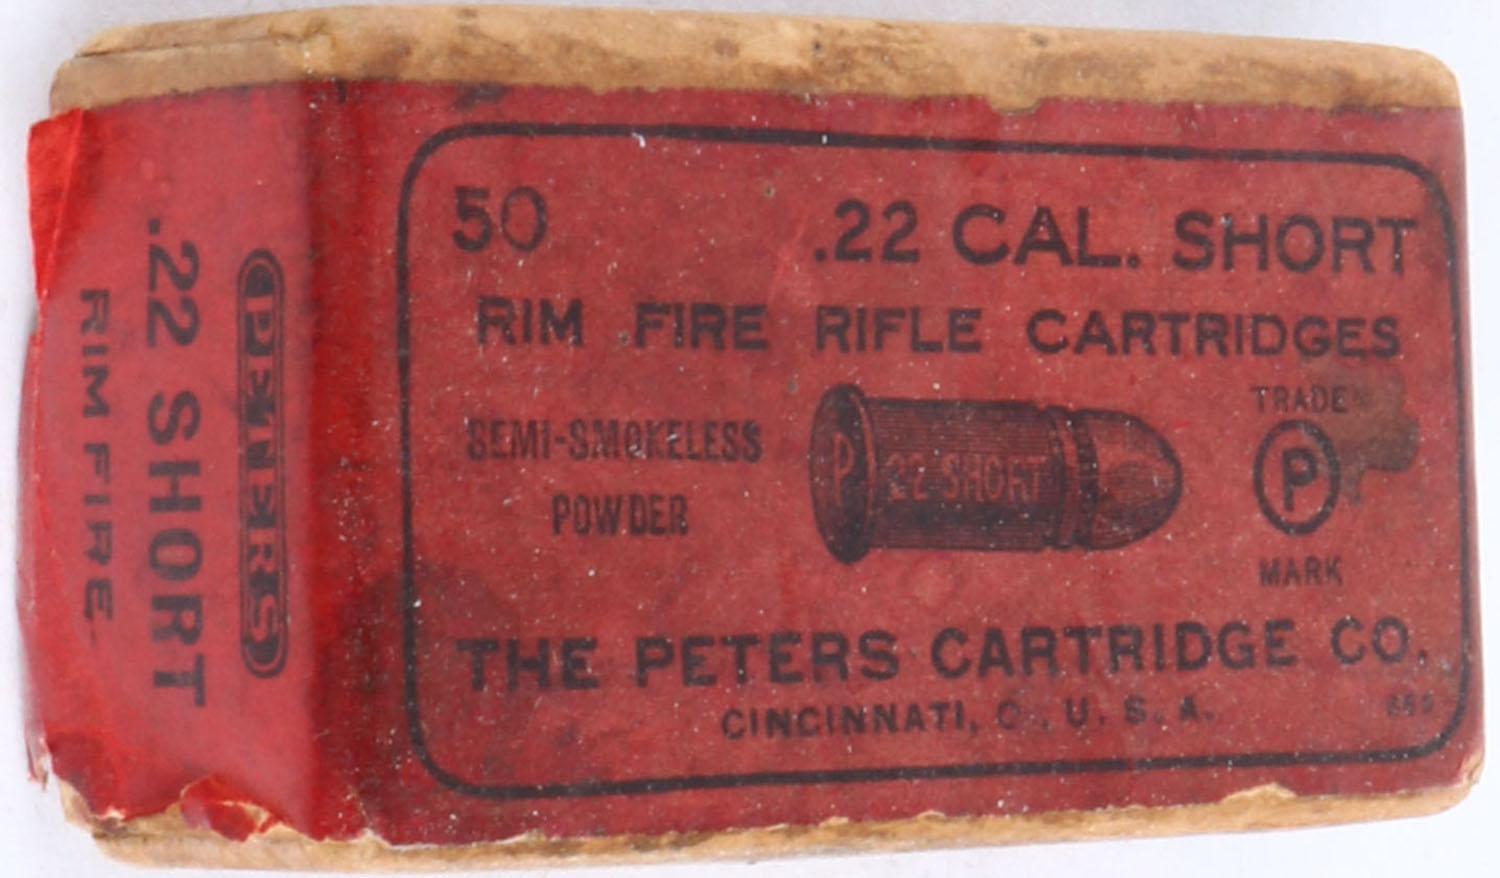 50 .22 CAL. SHORT
RIM FIRE RIFLE CARTRIDGES
SEMI-SMOKELESS
POWDER
P
22 SHORT
TRADE
P
MARK
THE PETERS CARTRIDGE CO.
CINCINNATI, O., U. S. A.
PETERS
.22 SHORT
RIM FIRE